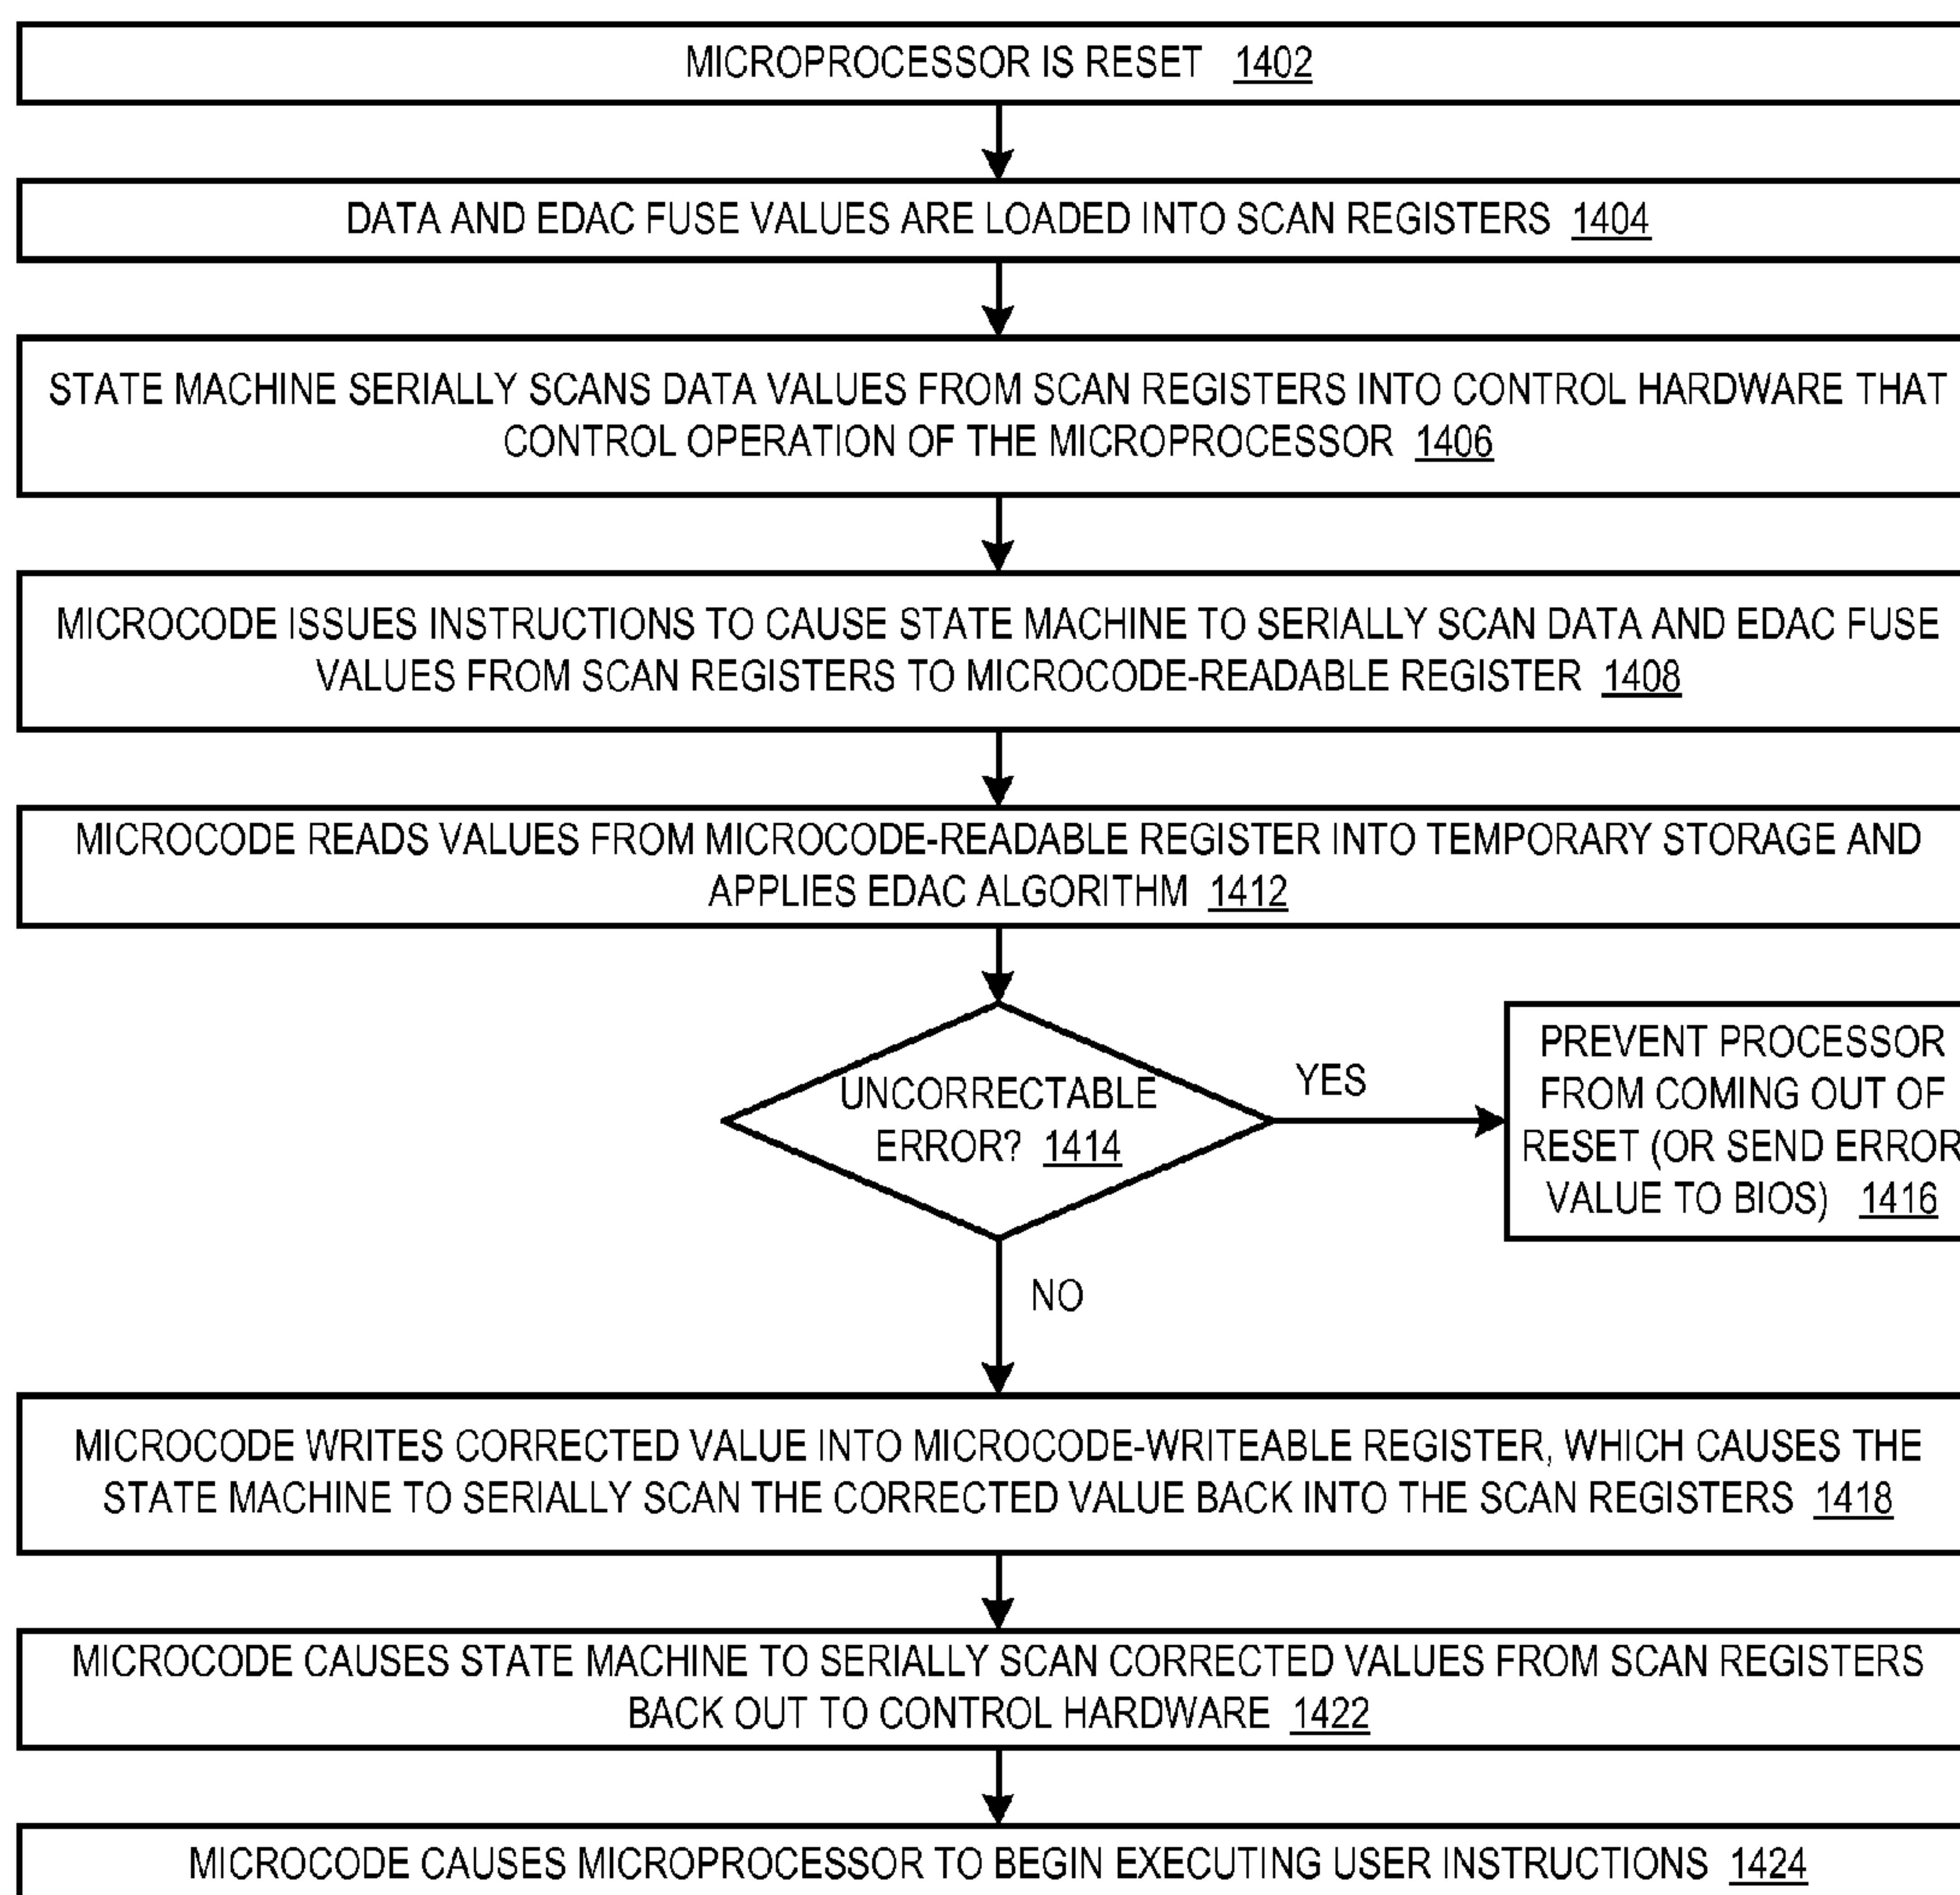 MICROPROCESSOR IS RESET 1402
DATA AND EDAC FUSE VALUES ARE LOADED INTO SCAN REGISTERS 1404
STATE MACHINE SERIALLY SCANS DATA VALUES FROM SCAN REGISTERS INTO CONTROL HARDWARE THAT
CONTROL OPERATION OF THE MICROPROCESSOR 1406
MICROCODE ISSUES INSTRUCTIONS TO CAUSE STATE MACHINE TO SERIALLY SCAN DATA AND EDAC FUSE
VALUES FROM SCAN REGISTERS TO MICROCODE-READABLE REGISTER 1408
MICROCODE READS VALUES FROM MICROCODE-READABLE REGISTER INTO TEMPORARY STORAGE AND
APPLIES EDAC ALGORITHM 1412
UNCORRECTABLE
ERROR? 1414
YES
PREVENT PROCESSOR
FROM COMING OUT OF
RESET (OR SEND ERROR
VALUE TO BIOS) 1416
NO
MICROCODE WRITES CORRECTED VALUE INTO MICROCODE-WRITEABLE REGISTER, WHICH CAUSES THE
STATE MACHINE TO SERIALLY SCAN THE CORRECTED VALUE BACK INTO THE SCAN REGISTERS 1418
MICROCODE CAUSES STATE MACHINE TO SERIALLY SCAN CORRECTED VALUES FROM SCAN REGISTERS
BACK OUT TO CONTROL HARDWARE 1422
MICROCODE CAUSES MICROPROCESSOR TO BEGIN EXECUTING USER INSTRUCTIONS 1424